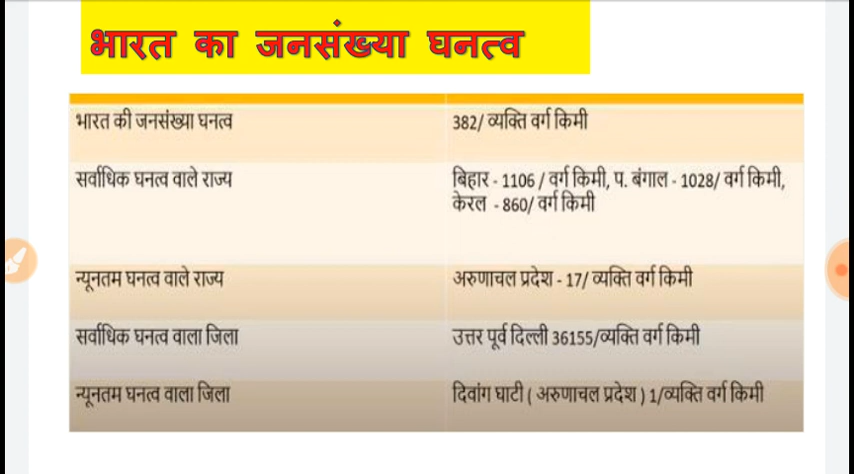 भारत का जनसंख्या घनत्व
भारत की जनसंख्या घनत्व 382/ व्यक्ति वर्ग किमी
सर्वाधिक घनत्व वाले राज्य बिहार - 1106 / वर्ग किमी, प. बंगाल - 1028/ वर्ग किमी,
केरल - 860/ वर्ग किमी
न्यूनतम घनत्व वाले राज्य अरुणाचल प्रदेश - 17/ व्यक्ति वर्ग किमी
सर्वाधिक घनत्व वाला जिला उत्तर पूर्व दिल्ली 36155/व्यक्ति वर्ग किमी
न्यूनतम घनत्व वाला जिला दिवांग घाटी ( अरुणाचल प्रदेश ) 1/व्यक्ति वर्ग किमी